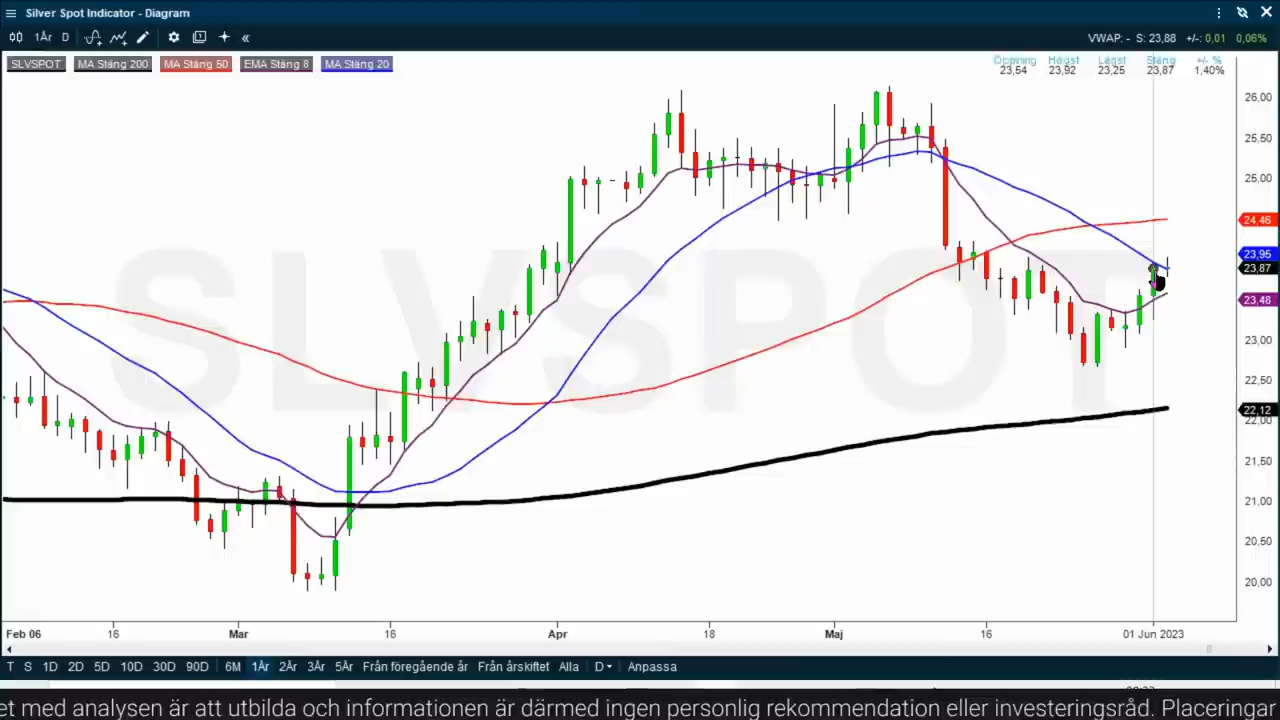 Silver Spot Indicator - Diagram
1År D VWAP: - S: 23,88 +/-: 0,01 0,06%
SLVSPOT MA Stäng 200 MA Stäng 50 EMA Stäng 8 MA Stäng 20
Öppning Högst Lägst Stäng +/- %
23,54 23,92 23,25 23,87 1,40%
SLVSPOT
26,00
25,50
25,00
24,46
23,95
23,87
23,48
23,00
22,50
22,12
22,00
21,50
21,00
20,50
20,00
Feb 06 16 Mar 16 Apr 18 Maj 16 01 Jun 2023
T S 1D 2D 5D 10D 30D 90D 6M 1År 2År 3År 5År Från föregående år Från årskiftet Alla D Anpassa
et med analysen är att utbilda och informationen är därmed ingen personlig rekommendation eller investeringsråd. Placeringar